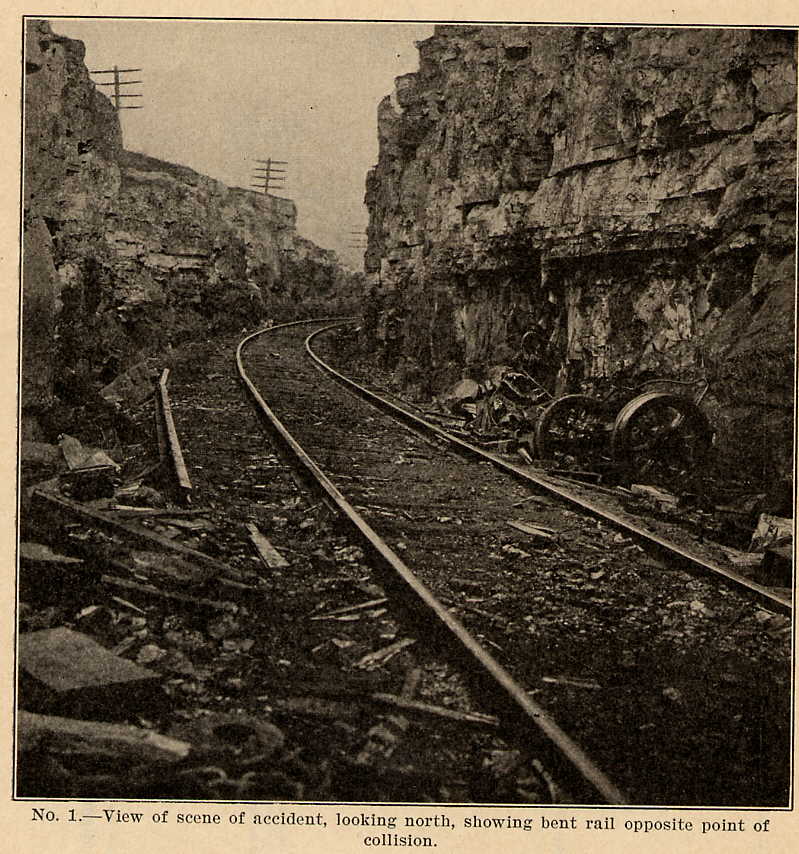 No. 1.—View of scene of accident, looking north, showing bent rail opposite point of
collision.